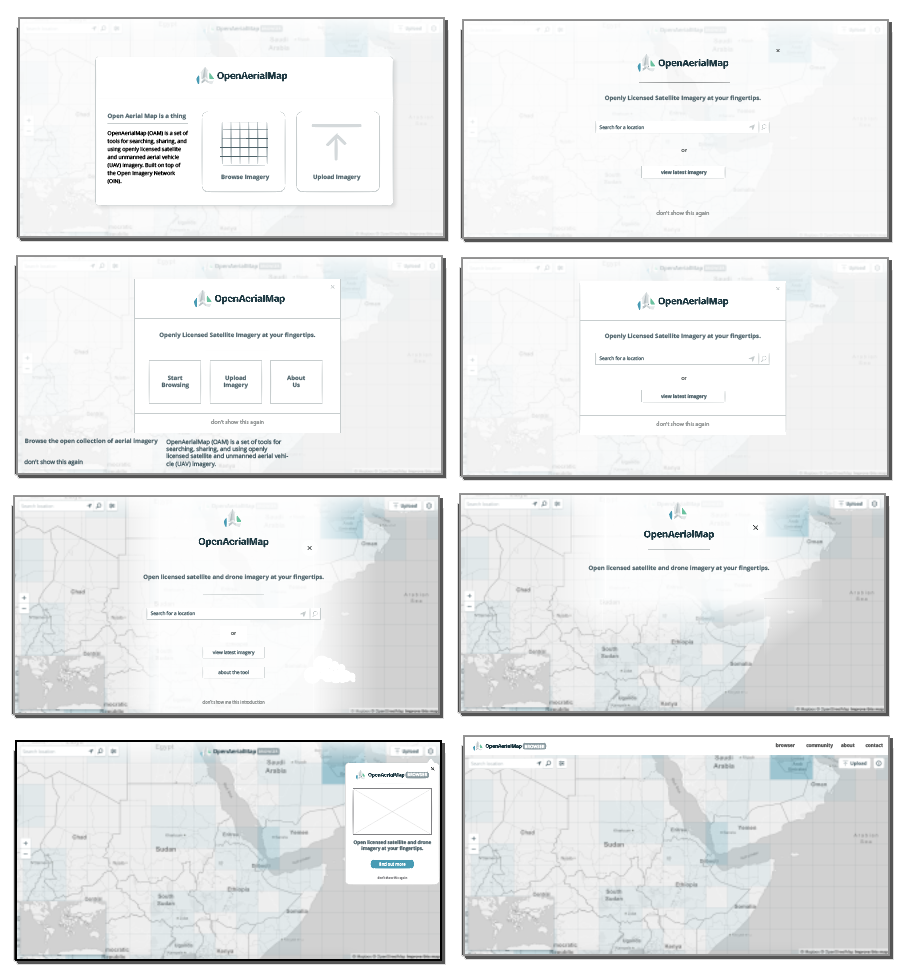 OpenAerialMap
Open Aerial Map is a thing
OpenAerialMap (OAM) is a set of
tools for searching, sharing, and
using openly licensed satellite
and unmanned aerial vehicle
(UAV) imagery. Built on top of
the Open Imagery Network
(OIN).
Browse Imagery
Upload Imagery
OpenAerialMap
Openly Licensed Satellite Imagery at your fingertips.
Search for a location
or
view latest imagery
don't show this again
OpenAerialMap
Openly Licensed Satellite Imagery at your fingertips.
Start
Browsing
Upload
Imagery
About
Us
don't show this again
Browse the open collection of aerial imagery
don't show this again
OpenAerialMap (OAM) is a set of tools for
searching, sharing, and using openly
licensed satellite and unmanned aerial vehi-
cle (UAV) imagery.
OpenAerialMap
Openly Licensed Satellite Imagery at your fingertips.
Search for a location
or
view latest imagery
don't show this again
Search location
Upload
OpenAerialMap
Open licensed satellite and drone imagery at your fingertips.
Search for a location
or
view latest imagery
about the tool
don't show me this introduction
Chad
Oman
Arabian
Sea
Search location
Upload
OpenAerialMap
Open licensed satellite and drone imagery at your fingertips.
Chad
Oman
Arabian
Sea
South
Sudan
Ethiopia
Somalia
Kenya
Search location
OpenAerialMap BROWSER
Upload
Egypt
Saudi
Arabia
Chad
Sudan
Eritrea
Yemen
South
Sudan
Ethiopia
Somalia
Uganda
Kenya
OpenAerialMap BROWSER
Open licensed satellite and drone
imagery at your fingertips.
find out more
don't show this again
OpenAerialMap BROWSER
browser
community
about
contact
Search location
Upload
Saudi
Arabia
Oman
Chad
Sudan
Eritrea
Yemen
Arabian
Sea
South
Sudan
Ethiopia
Somalia
Uganda
Kenya